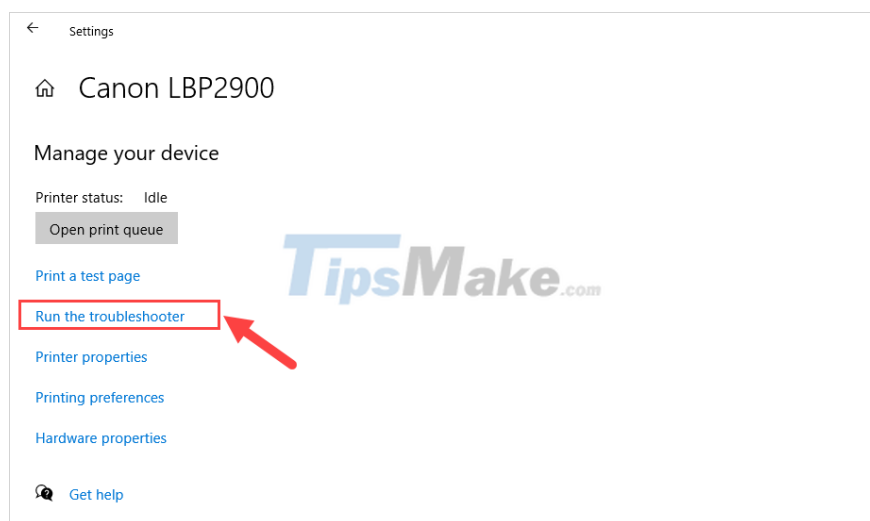 Settings
Canon LBP2900
Manage your device
Printer status: Idle
Open print queue
TipsMake.com
Print a test page
Run the troubleshooter
Printer properties
Printing preferences
Hardware properties
Get help